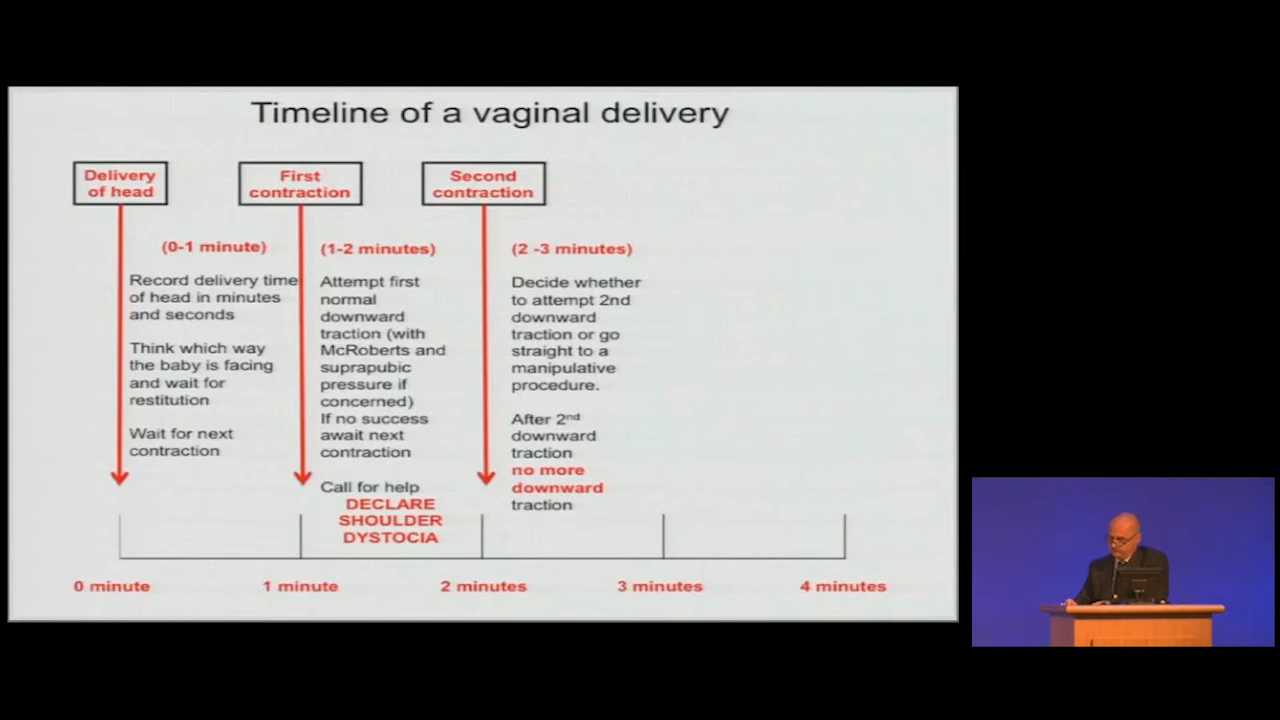 Timeline of a vaginal delivery
Delivery
of head
First
contraction
Second
contraction
(0-1 minute)
Record delivery time
of head in minutes
and seconds
Think which way
the baby is facing
and wait for
restitution
Wait for next
contraction
(1-2 minutes)
Attempt first
normal
downward
traction (with
McRoberts and
suprapubic
pressure if
concerned)
If no success
await next
contraction
Call for help
DECLARE
SHOULDER
DYSTOCIA
(2 -3 minutes)
Decide whether
to attempt 2nd
downward
traction or go
straight to a
manipulative
procedure.
After 2nd
downward
traction
no more
downward
traction
0 minute
1 minute
2 minutes
3 minutes
4 minutes